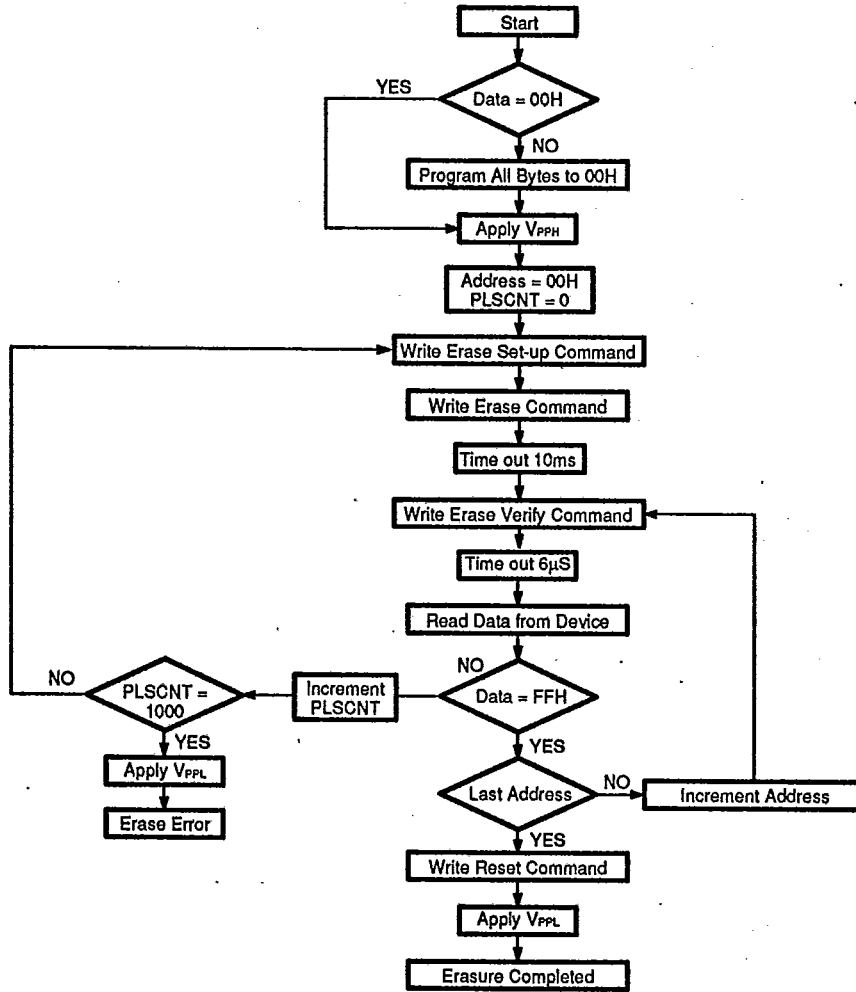 Start
YES
Data = 00H
NO
Program All Bytes to 00H
Apply VPPH
Address = 00H
PLSCNT = 0
Write Erase Set-up Command
Write Erase Command
Time out 10ms
Write Erase Verify Command
Time out 6µS
Read Data from Device
NO
Data = FFH
YES
Increment
PLSCNT
NO
PLSCNT =
1000
YES
Apply VPPL
Erase Error
Last Address
NO
Increment Address
YES
Write Reset Command
Apply VPPL
Erasure Completed